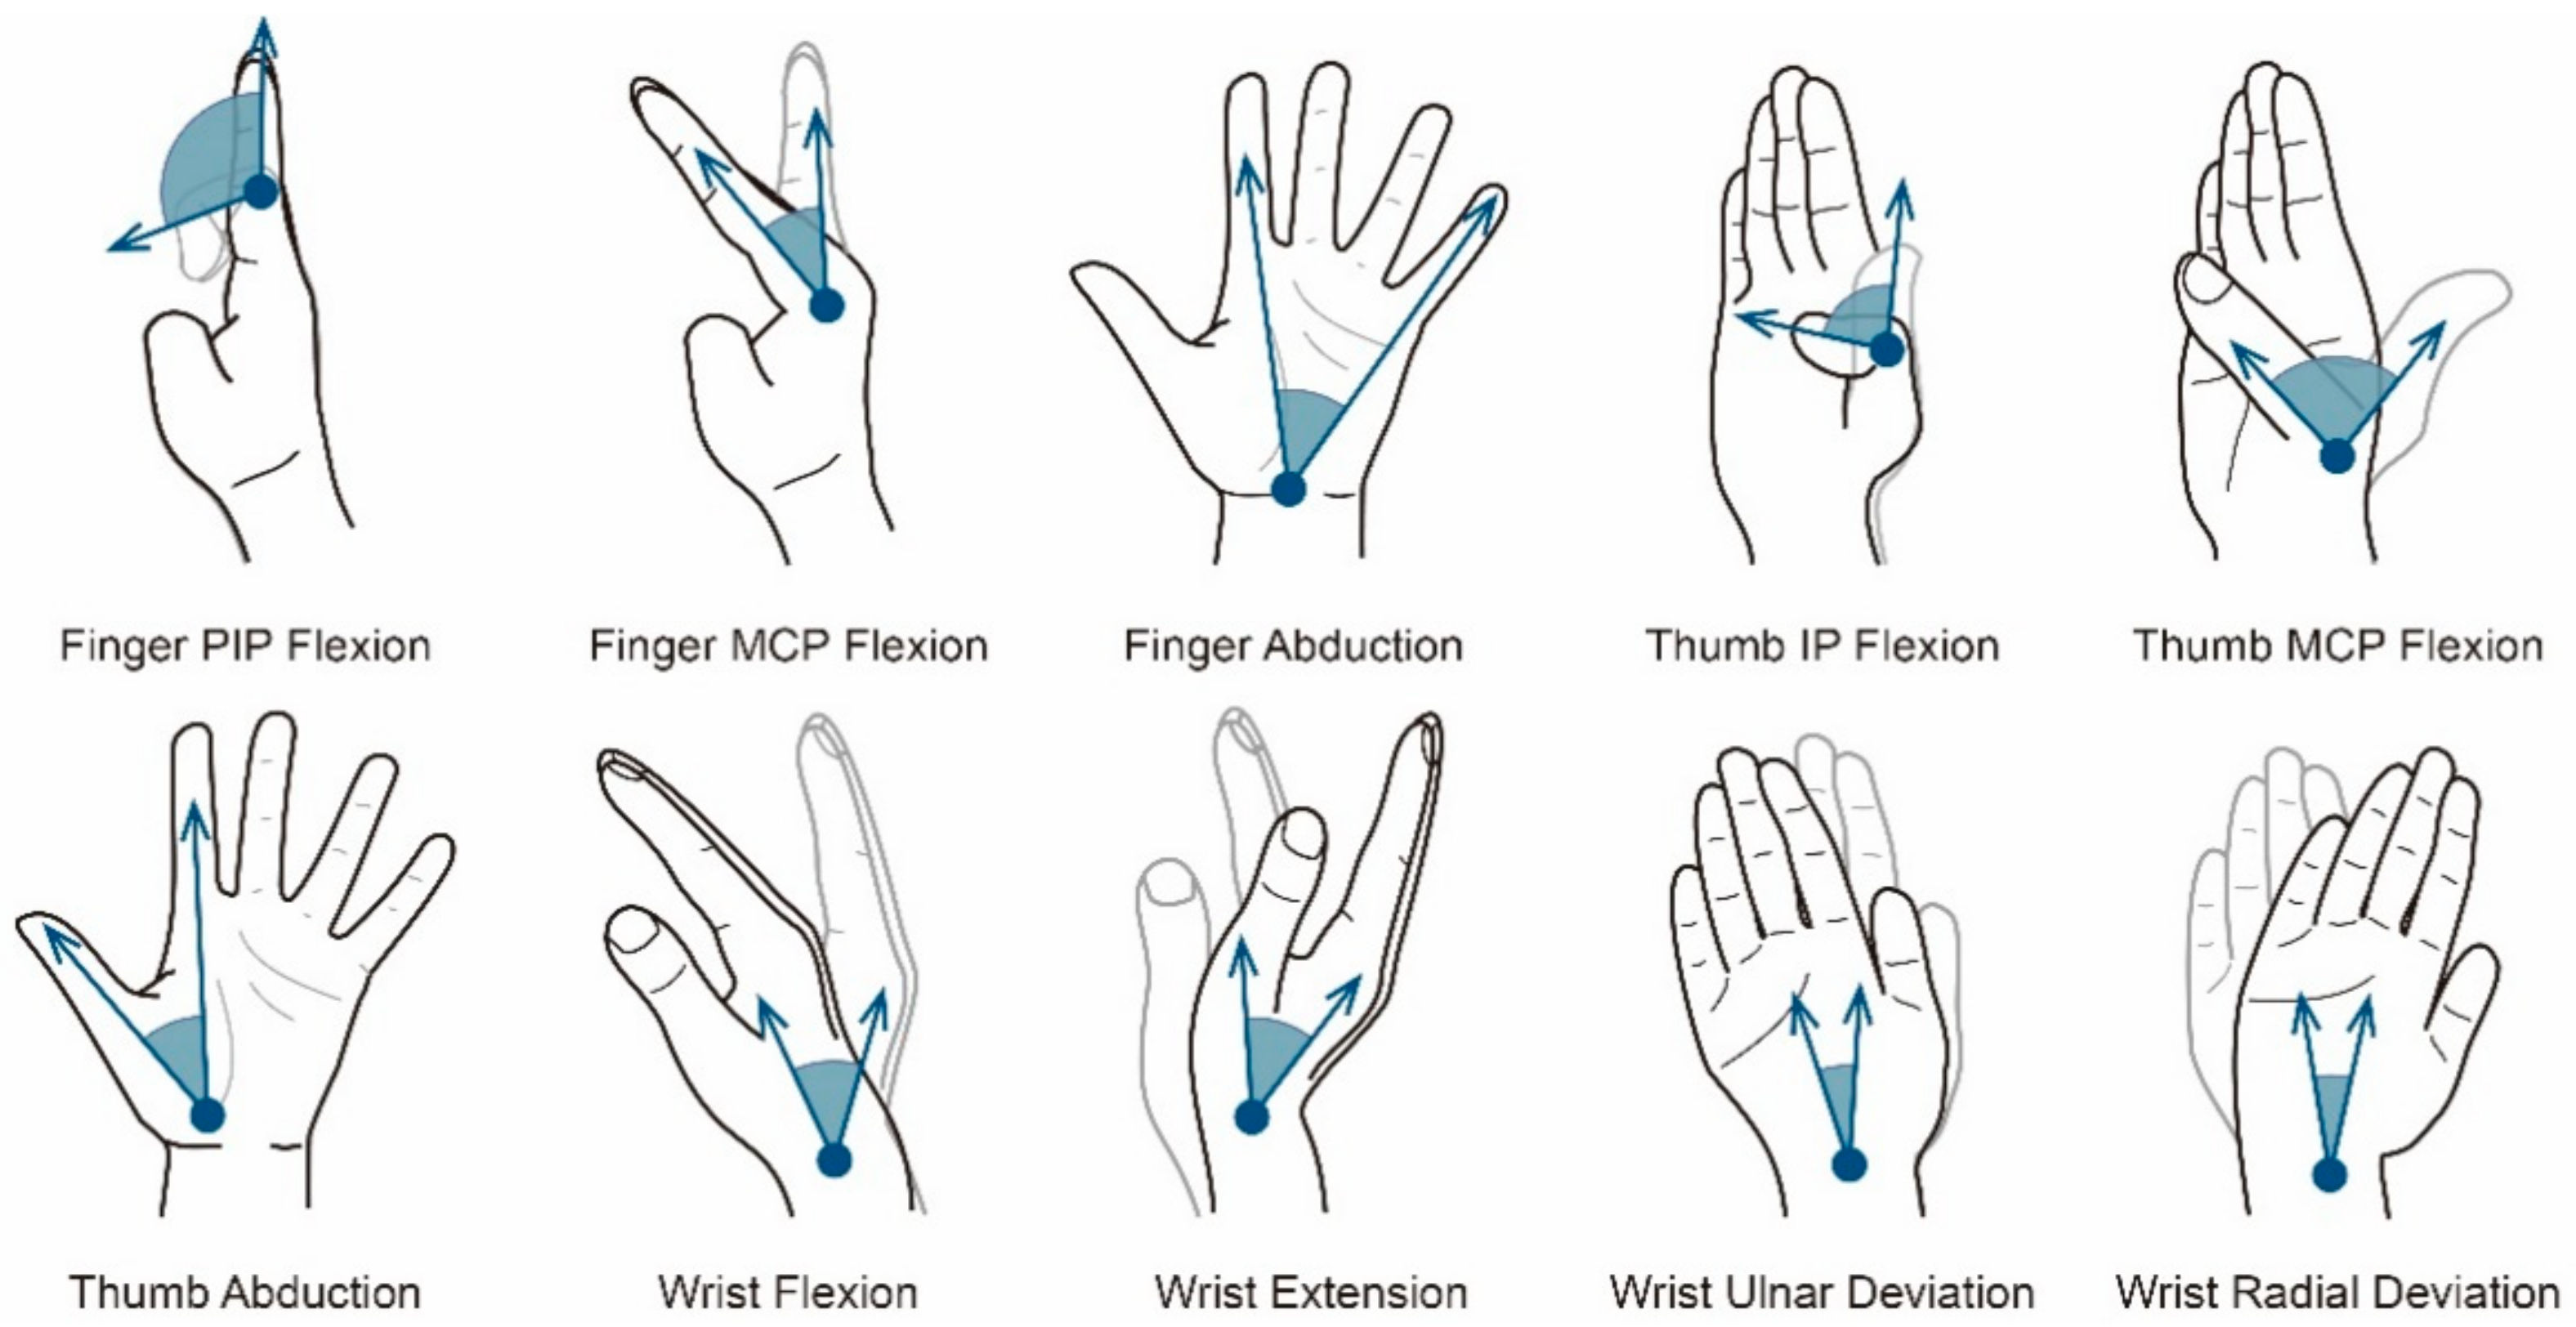 Finger PIP Flexion
Finger MCP Flexion
Finger Abduction
Thumb IP Flexion
Thumb MCP Flexion
Thumb Abduction
Wrist Flexion
Wrist Extension
Wrist Ulnar Deviation
Wrist Radial Deviation